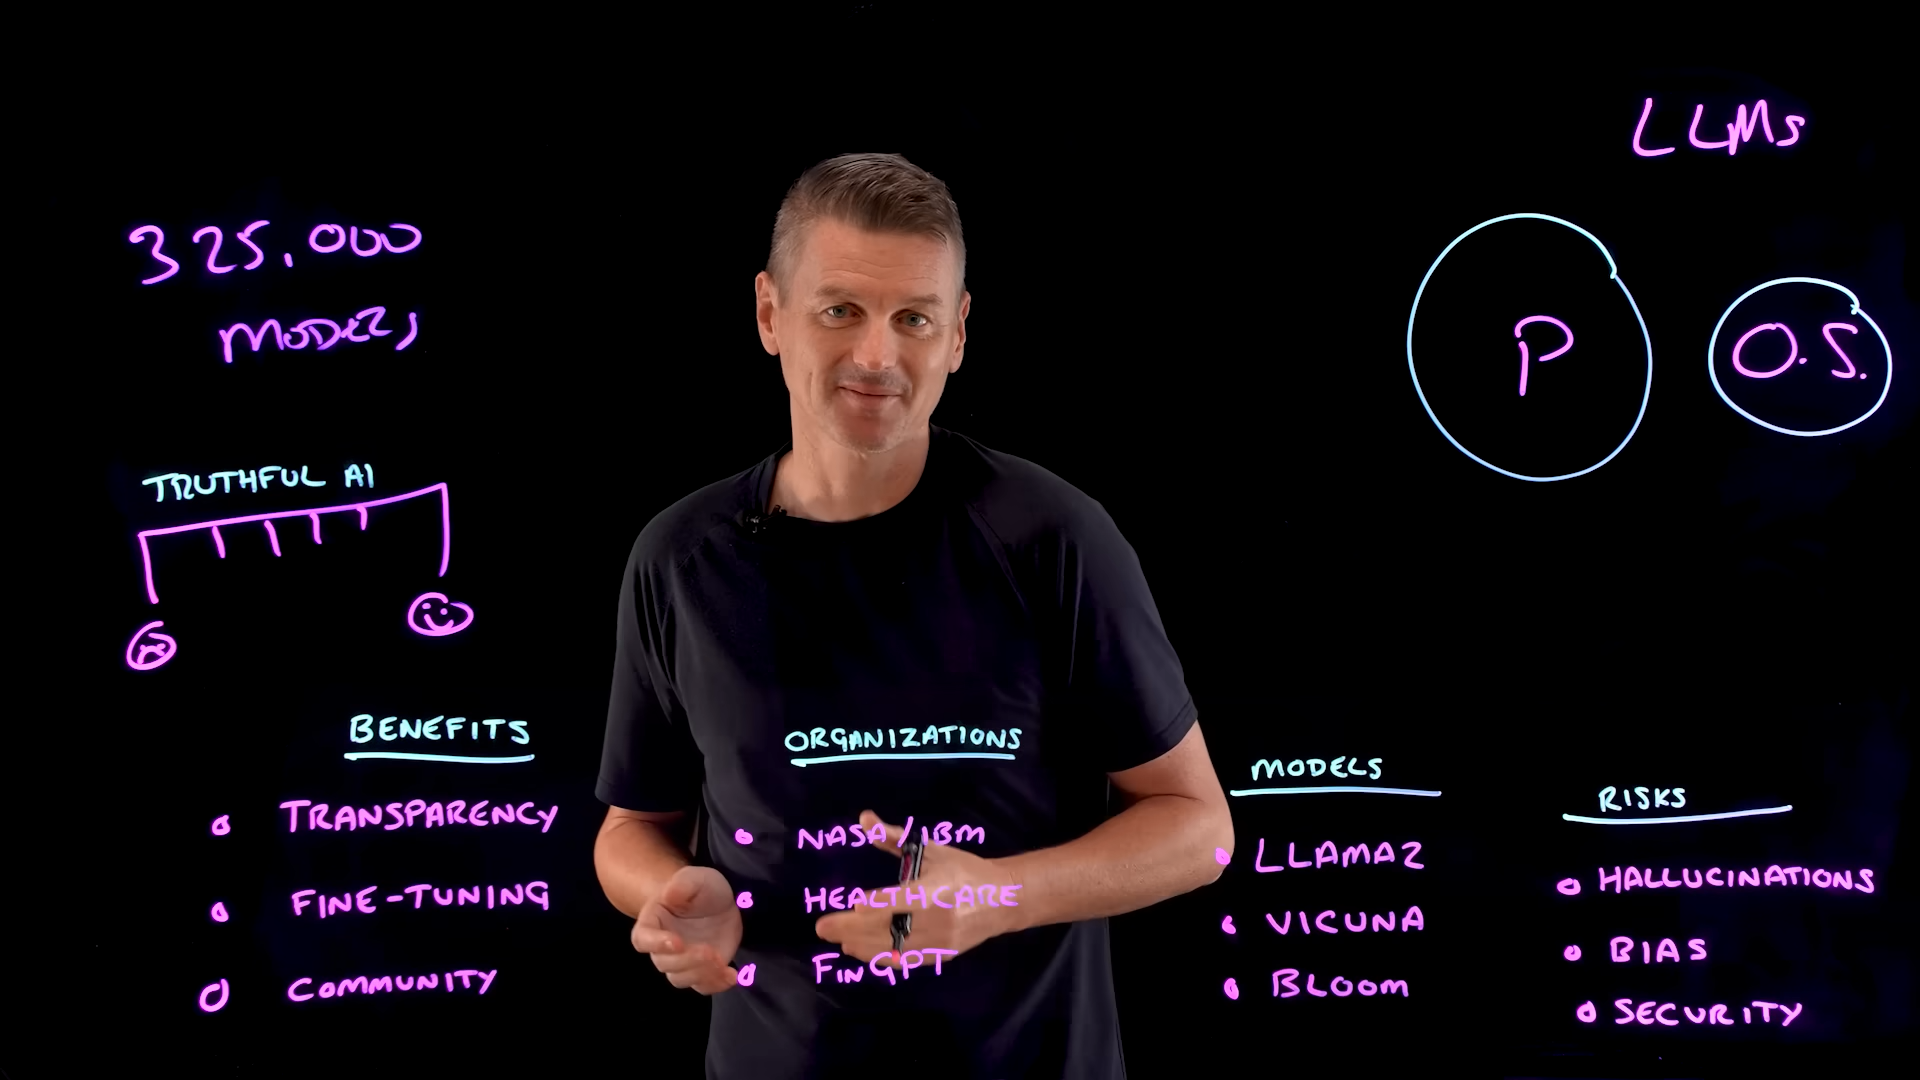 LLMs
325,000
MODELS
P
O.S.
TRUTHFUL AI
BENEFITS
TRANSPARENCY
FINE-TUNING
COMMUNITY
ORGANIZATIONS
NASA/IBM
HEALTHCARE
FINGPT
MODELS
LLAMA2
VICUNA
BLOOM
RISKS
HALLUCINATIONS
BIAS
SECURITY